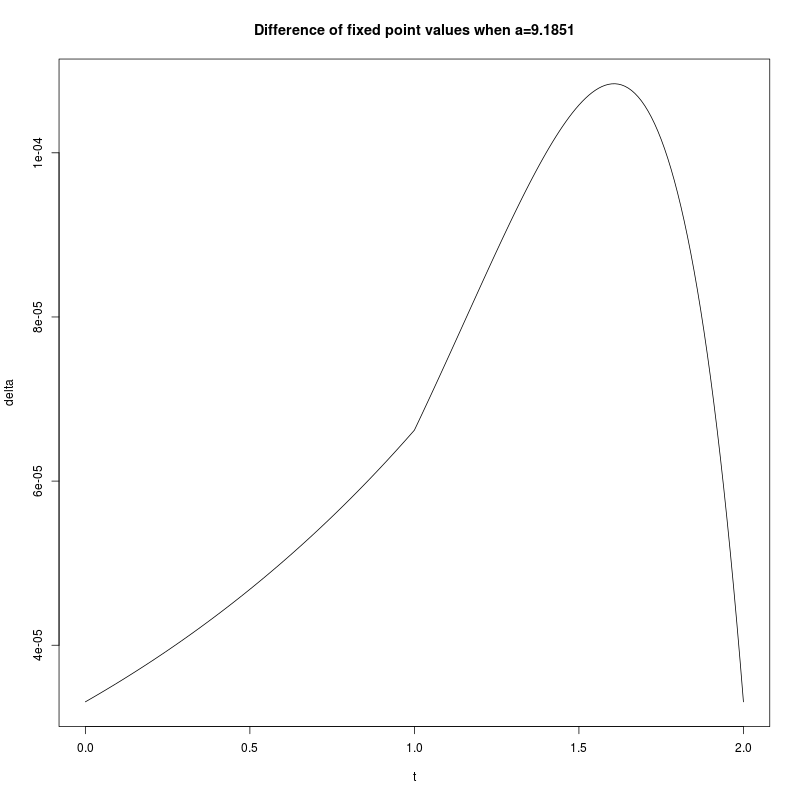 Difference of fixed point values when a=9.1851
1e-04
8e-05
delta
6e-05
4e-05
0.0 0.5 1.0 1.5 2.0
t